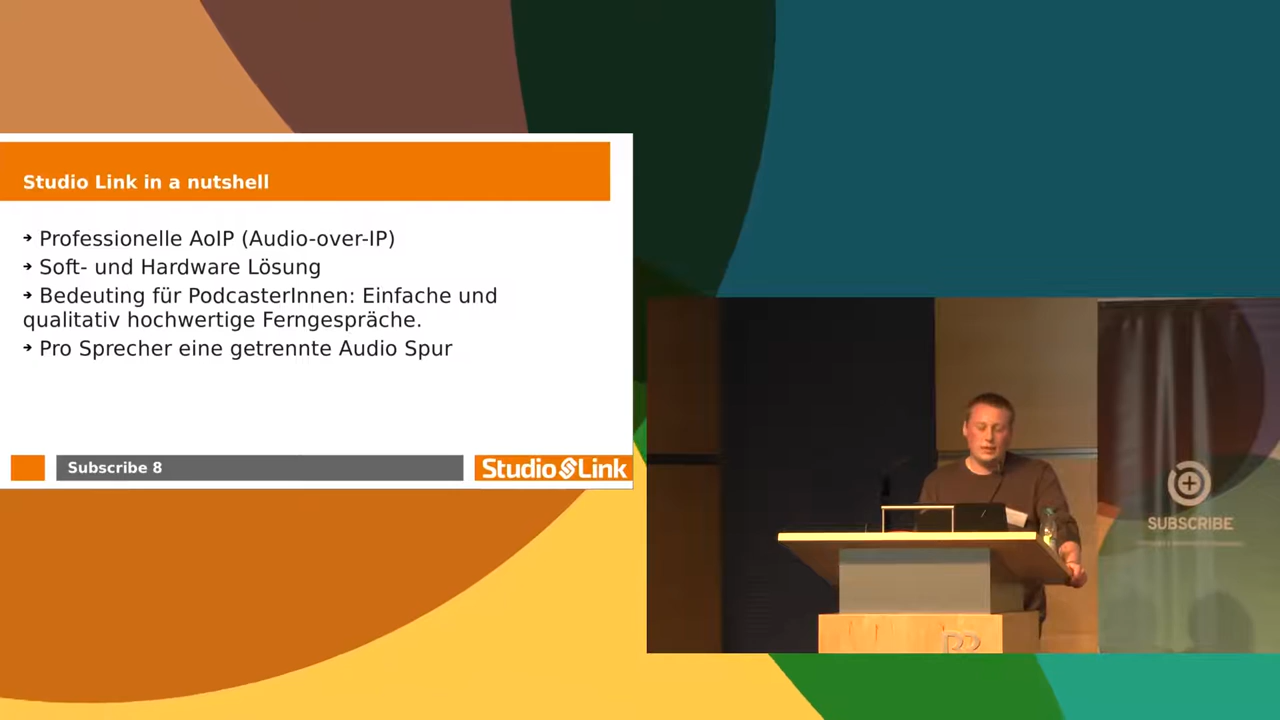 Studio Link in a nutshell
➔ Professionelle AoIP (Audio-over-IP)
➔ Soft- und Hardware Lösung
➔ Bedeuting für PodcasterInnen: Einfache und
qualitativ hochwertige Ferngespräche.
➔ Pro Sprecher eine getrennte Audio Spur
Subscribe 8
Studio Link
SUBSCRIBE